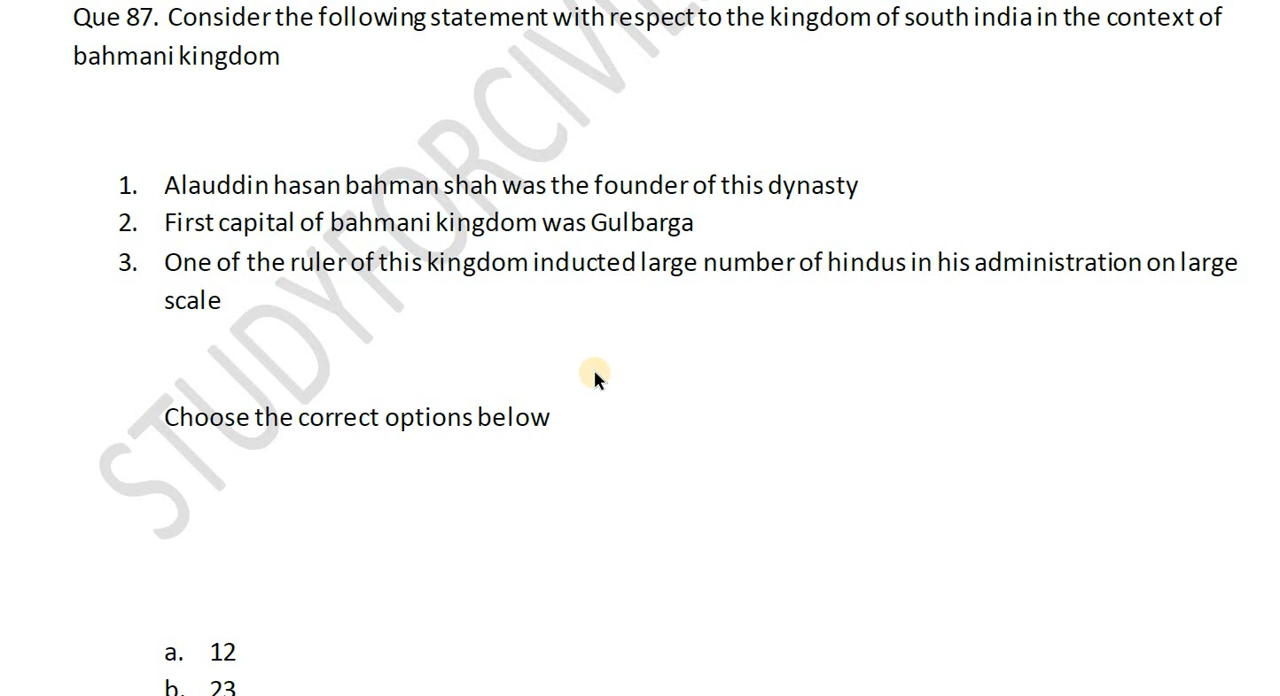 Que 87. Consider the following statement with respect to the kingdom of south india in the context of
bahmani kingdom
1. Alauddin hasan bahman shah was the founder of this dynasty
2. First capital of bahmani kingdom was Gulbarga
3. One of the ruler of this kingdom inducted large number of hindus in his administration on large
scale
Choose the correct options below
a. 12
b. 23
STUDYFORCIVIL